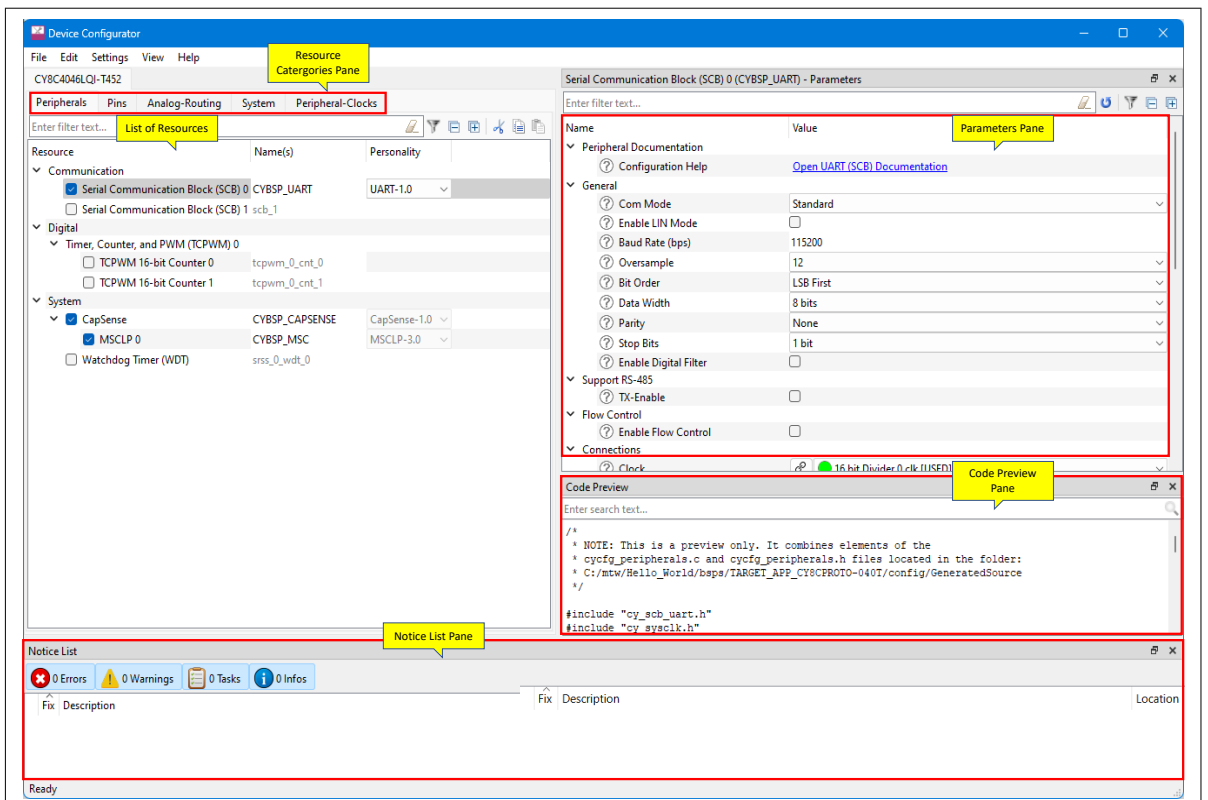 Device Configurator
File Edit Settings View Help
Resource
Catergories Pane
CY8C4046LQI-T452
Peripherals Pins Analog-Routing System Peripheral-Clocks
Enter filter text...
List of Resources
Resource Name(s) Personality
Communication
Serial Communication Block (SCB) 0 CYBSP_UART UART-1.0
Serial Communication Block (SCB) 1 scb_1
Digital
Timer, Counter, and PWM (TCPWM) 0
TCPWM 16-bit Counter 0 tcpwm_0_cnt_0
TCPWM 16-bit Counter 1 tcpwm_0_cnt_1
System
CapSense CYBSP_CAPSENSE CapSense-1.0
MSCLP 0 CYBSP_MSC MSCLP-3.0
Watchdog Timer (WDT) srss_0_wdt_0
Serial Communication Block (SCB) 0 (CYBSP_UART) - Parameters
Enter filter text...
Name Value
Parameters Pane
Peripheral Documentation
Configuration Help Open UART (SCB) Documentation
General
Com Mode Standard
Enable LIN Mode
Baud Rate (bps) 115200
Oversample 12
Bit Order LSB First
Data Width 8 bits
Parity None
Stop Bits 1 bit
Enable Digital Filter
Support RS-485
TX-Enable
Flow Control
Enable Flow Control
Connections
Clock 16 bit Divider 0 clk [USED]
Code Preview
Pane
Code Preview
Enter search text...
/*
* NOTE: This is a preview only. It combines elements of the
* cycfg_peripherals.c and cycfg_peripherals.h files located in the folder:
* C:/mtw/Hello_World/bsps/TARGET_APP_CY8CPROTO-040T/config/GeneratedSource
*/
#include "cy_scb_uart.h"
#include "cy_sysclk.h"
Notice List Pane
Notice List
0 Errors 0 Warnings 0 Tasks 0 Infos
Fix Description
Fix Description Location
Ready